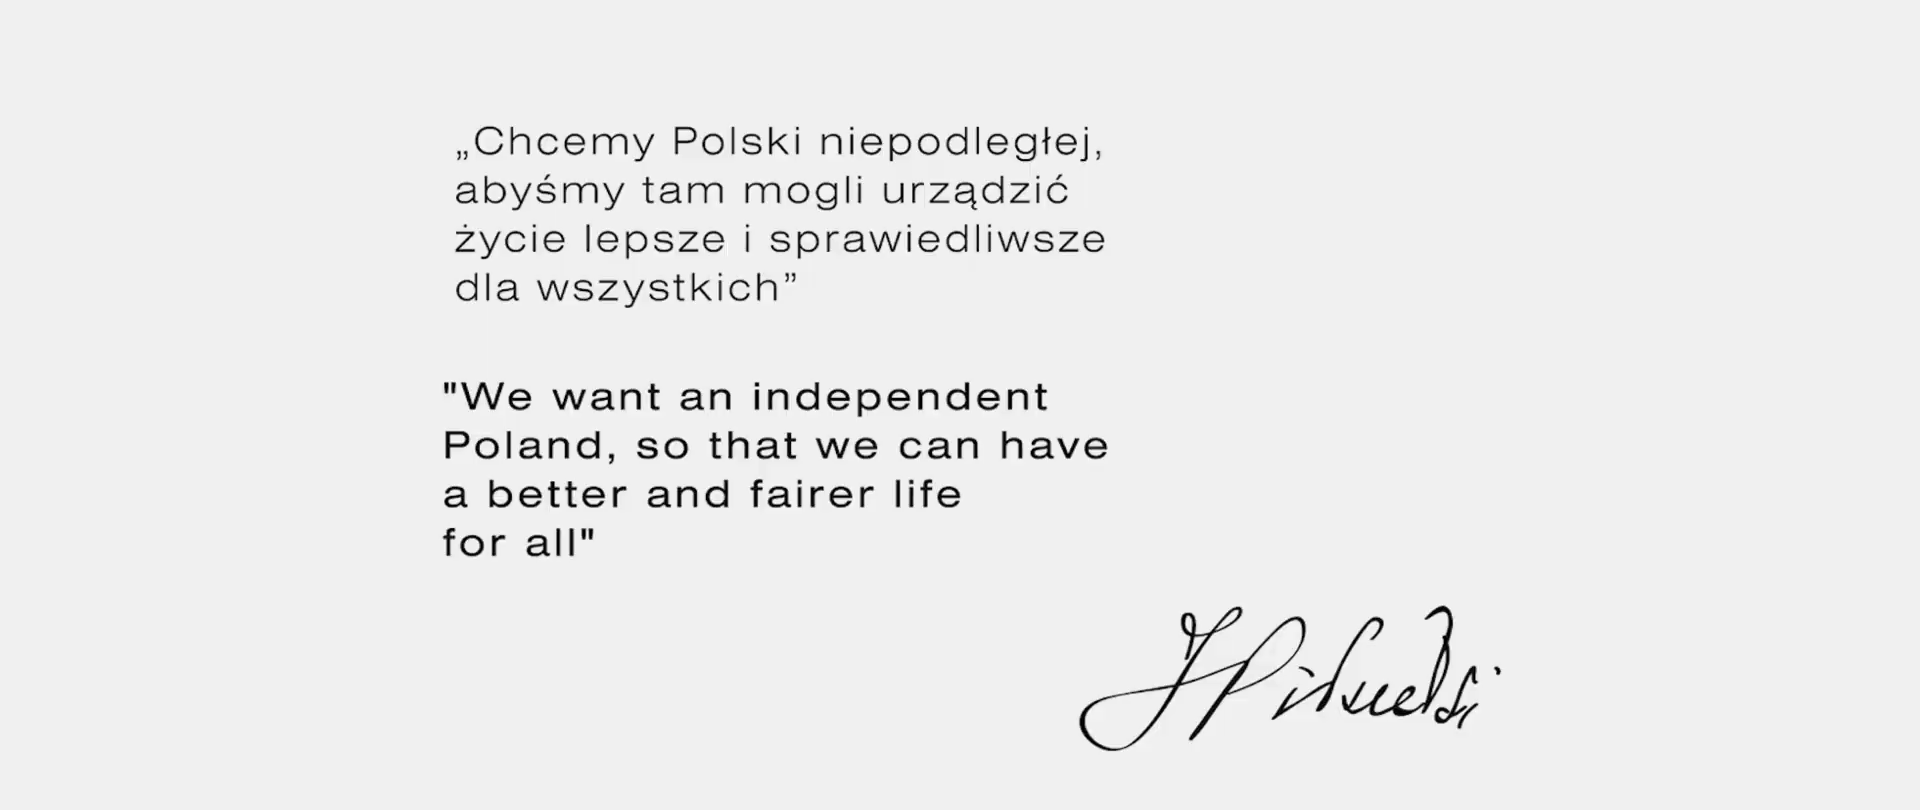 „Chcemy Polski niepodległej,
abyśmy tam mogli urządzić
życie lepsze i sprawiedliwsze
dla wszystkich”
"We want an independent
Poland, so that we can have
a better and fairer life
for all"
J Piłsudski